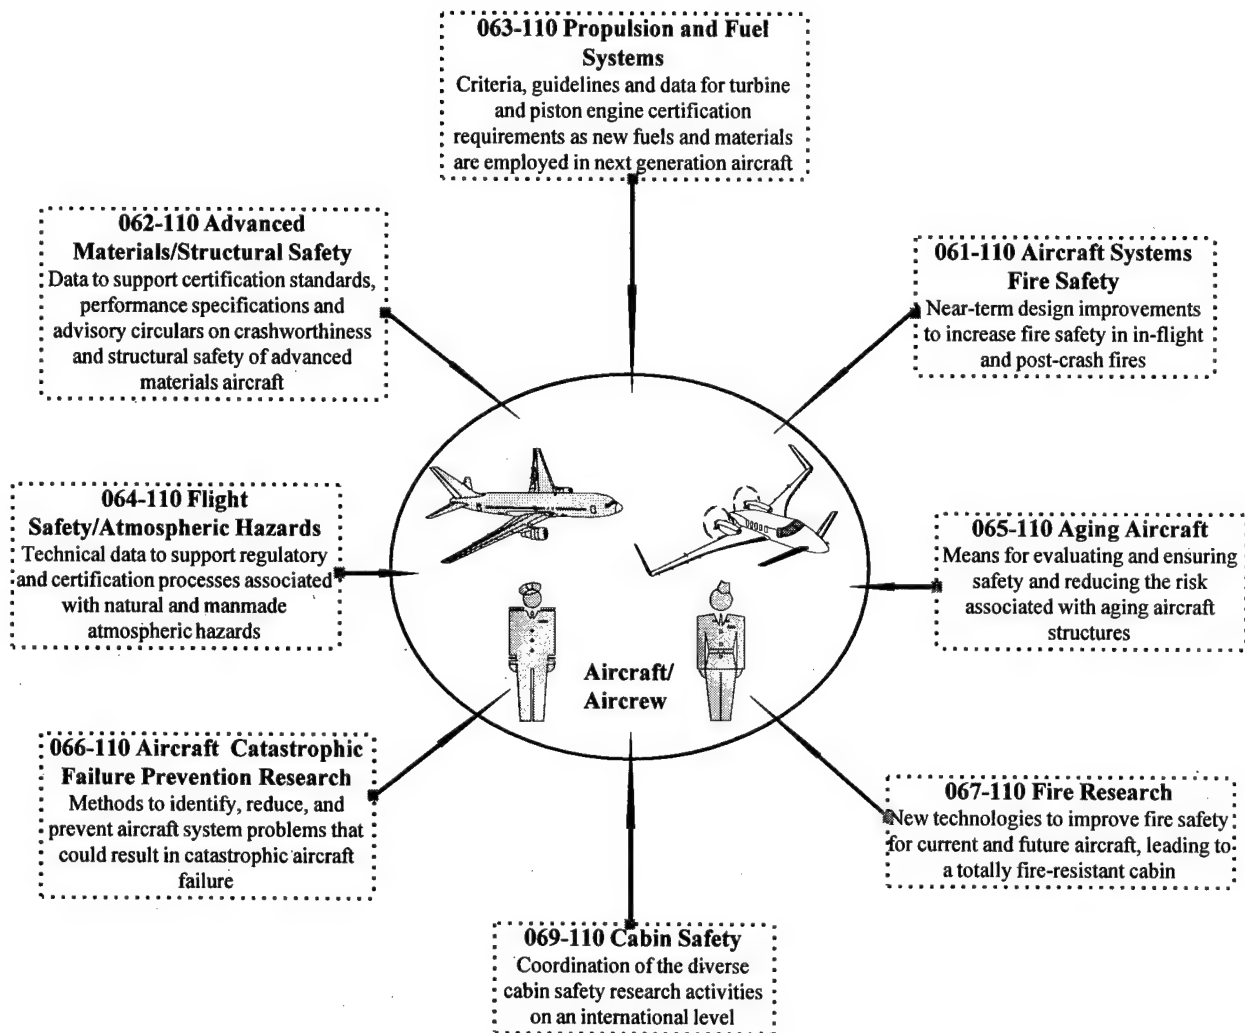 063-110 Propulsion and Fuel
Systems
Criteria, guidelines and data for turbine
and piston engine certification
requirements as new fuels and materials
are employed in next generation aircraft
062-110 Advanced
Materials/Structural Safety
Data to support certification standards,
performance specifications and
advisory circulars on crashworthiness
and structural safety of advanced
materials aircraft
061-110 Aircraft Systems
Fire Safety
Near-term design improvements
to increase fire safety in in-flight
and post-crash fires
064-110 Flight
Safety/Atmospheric Hazards
Technical data to support regulatory
and certification processes associated
with natural and manmade
atmospheric hazards
065-110 Aging Aircraft
Means for evaluating and ensuring
safety and reducing the risk
associated with aging aircraft
structures
Aircraft/
Aircrew
066-110 Aircraft Catastrophic
Failure Prevention Research
Methods to identify, reduce, and
prevent aircraft system problems that
could result in catastrophic aircraft
failure
067-110 Fire Research
New technologies to improve fire safety
for current and future aircraft, leading to
a totally fire-resistant cabin
069-110 Cabin Safety
Coordination of the diverse
cabin safety research activities
on an international level